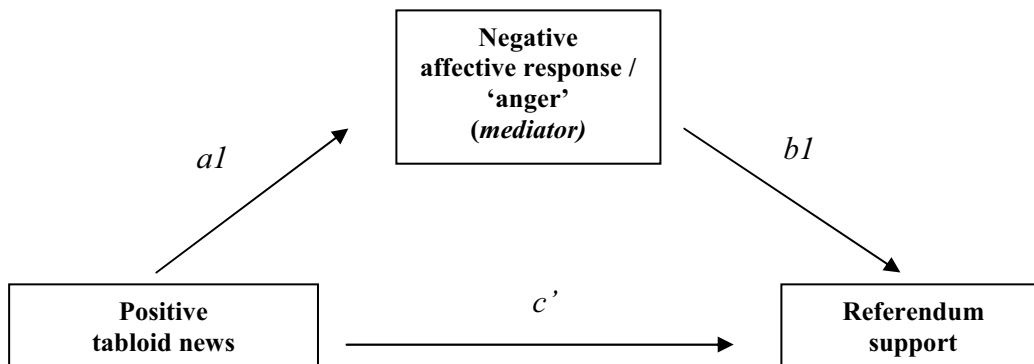 Negative
affective response /
‘anger’
(mediator)
a1
b1
Positive
tabloid news
c’
Referendum
support